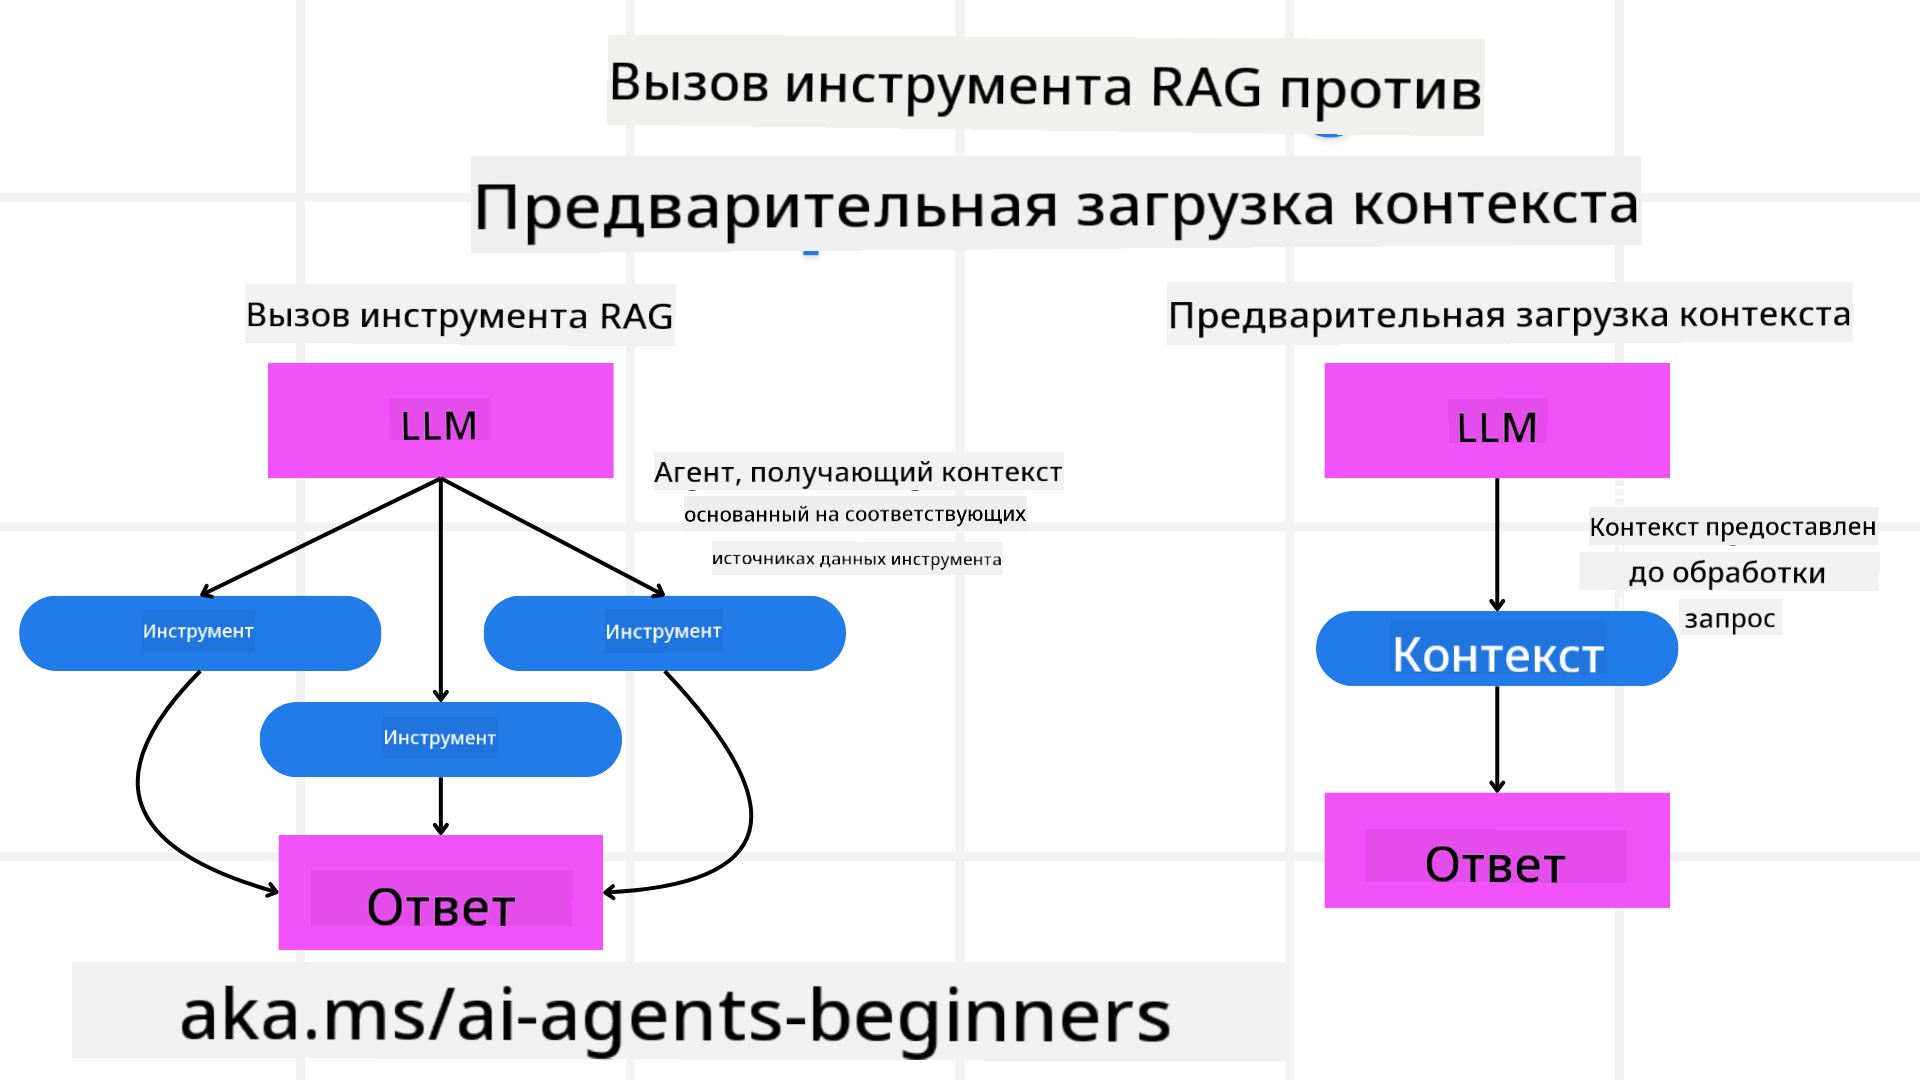 Вызов инструмента RAG против
Предварительная загрузка контекста
Вызов инструмента RAG
LLM
Агент, получающий контекст
основанный на соответствующих
источниках данных инструмента
Инструмент
Инструмент
Инструмент
Ответ
Предварительная загрузка контекста
LLM
Контекст предоставлен
до обработки
запрос
Контекст
Ответ
aka.ms/ai-agents-beginners